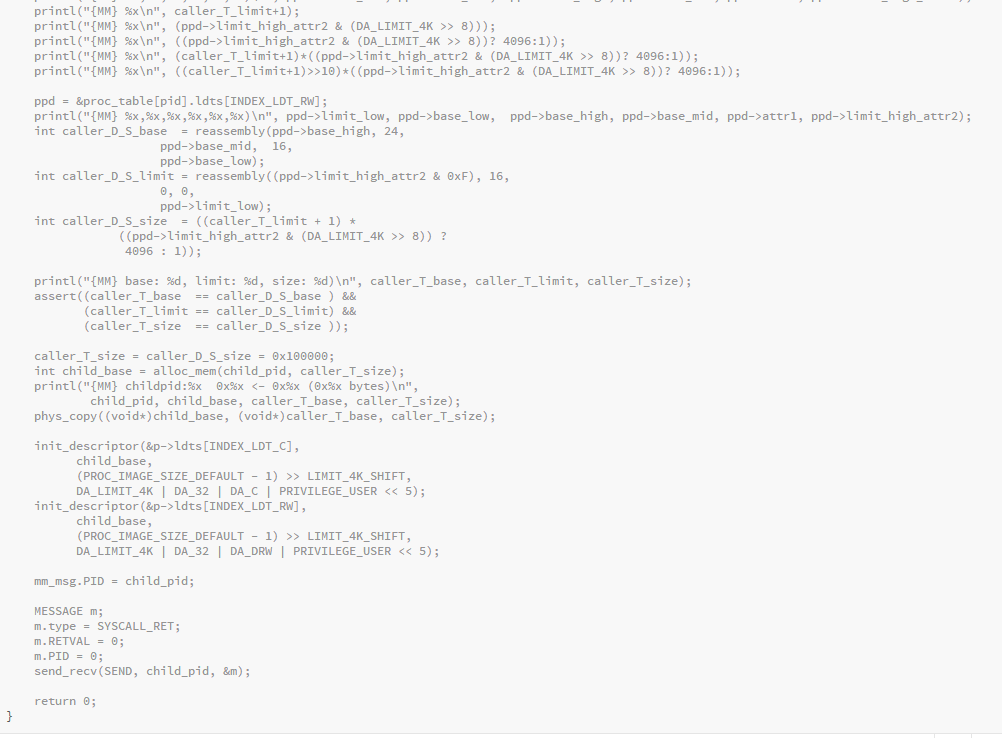 printl("{MM} %x\n", caller_T_limit+1);
printl("{MM} %x\n", (ppd->limit_high_attr2 & (DA_LIMIT_4K >> 8)));
printl("{MM} %x\n", ((ppd->limit_high_attr2 & (DA_LIMIT_4K >> 8))? 4096:1));
printl("{MM} %x\n", (caller_T_limit+1)*((ppd->limit_high_attr2 & (DA_LIMIT_4K >> 8))? 4096:1));
printl("{MM} %x\n", ((caller_T_limit+1)>>10)*((ppd->limit_high_attr2 & (DA_LIMIT_4K >> 8))? 4096:1));
ppd = &proc_table[pid].ldts[INDEX_LDT_RW];
printl("{MM} %x,%x,%x,%x,%x,%x)\n", ppd->limit_low, ppd->base_low,  ppd->base_high, ppd->base_mid, ppd->attr1, ppd->limit_high_attr2);
int caller_D_S_base  = reassembly(ppd->base_high, 24,
ppd->base_mid,  16,
ppd->base_low);
int caller_D_S_limit = reassembly((ppd->limit_high_attr2 & 0xF), 16,
0, 0,
ppd->limit_low);
int caller_D_S_size  = ((caller_T_limit + 1) *
((ppd->limit_high_attr2 & (DA_LIMIT_4K >> 8)) ?
4096 : 1));
printl("{MM} base: %d, limit: %d, size: %d)\n", caller_T_base, caller_T_limit, caller_T_size);
assert((caller_T_base  == caller_D_S_base ) &&
(caller_T_limit == caller_D_S_limit) &&
(caller_T_size  == caller_D_S_size ));
caller_T_size = caller_D_S_size = 0x100000;
int child_base = alloc_mem(child_pid, caller_T_size);
printl("{MM} childpid:%x  0x%x <- 0x%x (0x%x bytes)\n",
child_pid, child_base, caller_T_base, caller_T_size);
phys_copy((void*)child_base, (void*)caller_T_base, caller_T_size);
init_descriptor(&p->ldts[INDEX_LDT_C],
child_base,
(PROC_IMAGE_SIZE_DEFAULT - 1) >> LIMIT_4K_SHIFT,
DA_LIMIT_4K | DA_32 | DA_C | PRIVILEGE_USER << 5);
init_descriptor(&p->ldts[INDEX_LDT_RW],
child_base,
(PROC_IMAGE_SIZE_DEFAULT - 1) >> LIMIT_4K_SHIFT,
DA_LIMIT_4K | DA_32 | DA_DRW | PRIVILEGE_USER << 5);
mm_msg.PID = child_pid;
MESSAGE m;
m.type = SYSCALL_RET;
m.RETVAL = 0;
m.PID = 0;
send_recv(SEND, child_pid, &m);
return 0;
}